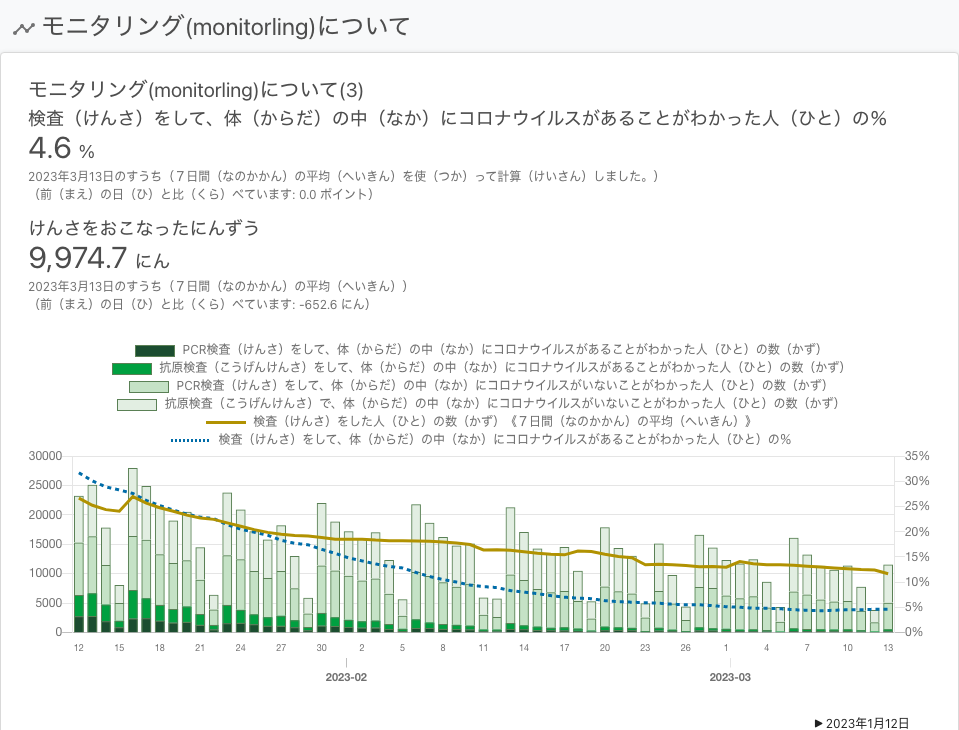 モニタリング(monitorling)について
モニタリング(monitorling)について(3)
検査（けんさ）をして、体（からだ）の中（なか）にコロナウイルスがあることがわかった人（ひと）の％
4.6 %
2023年3月13日のすうち（７日間（なのかかん）の平均（へいきん）を使（つか）って計算（けいさん）しました。）
（前（まえ）の日（ひ）と比（くら）べています: 0.0 ポイント）
けんさをおこなったにんずう
9,974.7 にん
2023年3月13日のすうち（７日間（なのかかん）の平均（へいきん））
（前（まえ）の日（ひ）と比（くら）べています: -652.6 にん）
PCR検査（けんさ）をして、体（からだ）の中（なか）にコロナウイルスがあることがわかった人（ひと）の数（かず）
抗原検査（こうげんけんさ）をして、体（からだ）の中（なか）にコロナウイルスがあることがわかった人（ひと）の数（かず）
PCR検査（けんさ）をして、体（からだ）の中（なか）にコロナウイルスがいないことがわかった人（ひと）の数（かず）
抗原検査（こうげんけんさ）で、体（からだ）の中（なか）にコロナウイルスがいないことがわかった人（ひと）の数（かず）
検査（けんさ）をした人（ひと）の数（かず）《７日間（なのかかん）の平均（へいきん）》
検査（けんさ）をして、体（からだ）の中（なか）にコロナウイルスがあることがわかった人（ひと）の％
30000 35%
25000 30%
20000 25%
15000 20%
10000 15%
5000 10%
0 5%
0%
12 15 18 21 24 27 30 2 5 8 11 14 17 20 23 26 1 4 7 10 13
2023-02 2023-03
▶ 2023年1月12日